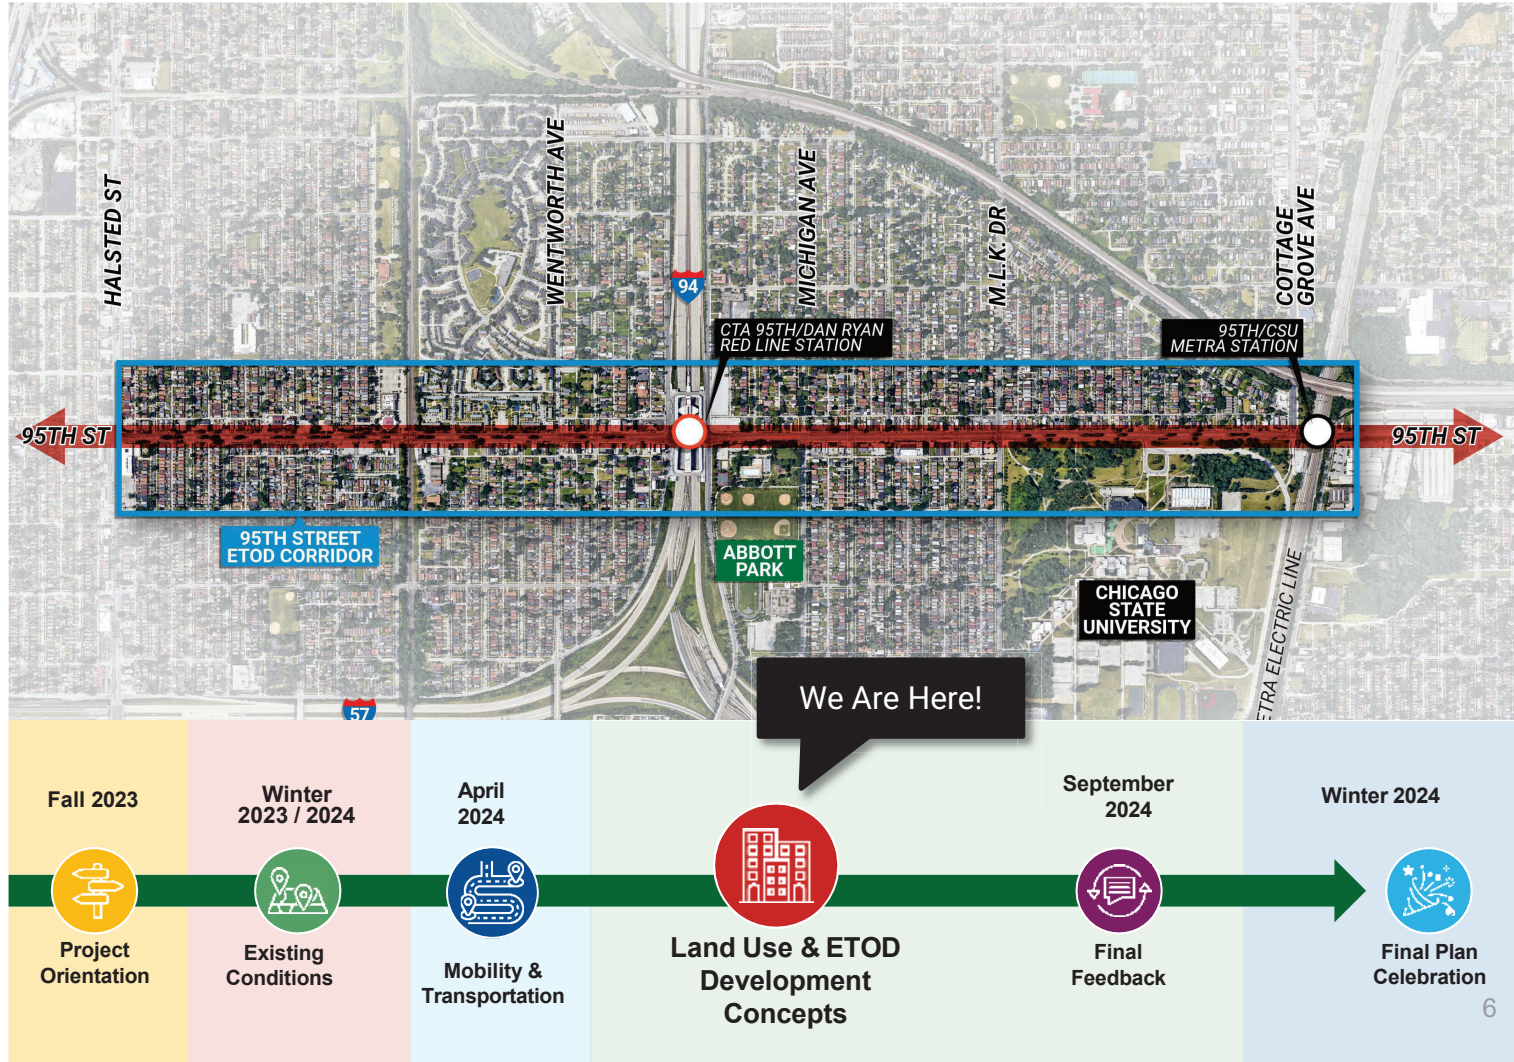 HALSTED ST
WENTWORTH AVE
MICHIGAN AVE
M.L.K. DR
COTTAGE
GROVE AVE
94
CTA 95TH/DAN RYAN
RED LINE STATION
95TH/CSU
METRA STATION
95TH ST
95TH ST
95TH STREET
ETOD CORRIDOR
ABBOTT
PARK
CHICAGO
STATE
UNIVERSITY
ETRA ELECTRIC LINE
57
We Are Here!
Fall 2023
Winter
2023 / 2024
April
2024
September
2024
Winter 2024
Project
Orientation
Existing
Conditions
Mobility &
Transportation
Land Use & ETOD
Development
Concepts
Final
Feedback
Final Plan
Celebration
6